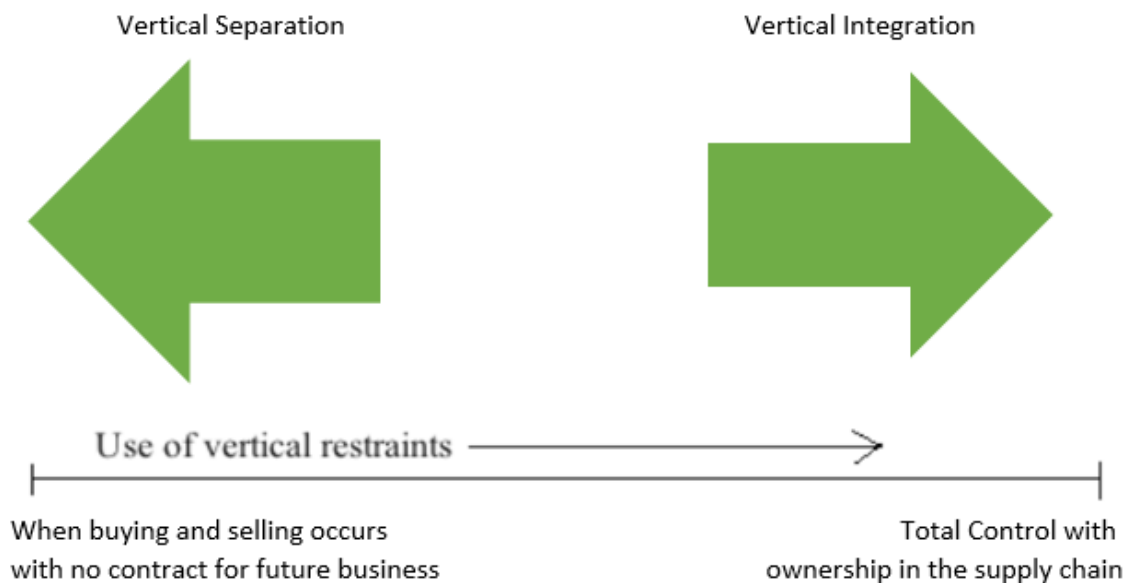 Vertical Separation
Vertical Integration
Use of vertical restraints
When buying and selling occurs
with no contract for future business
Total Control with
ownership in the supply chain